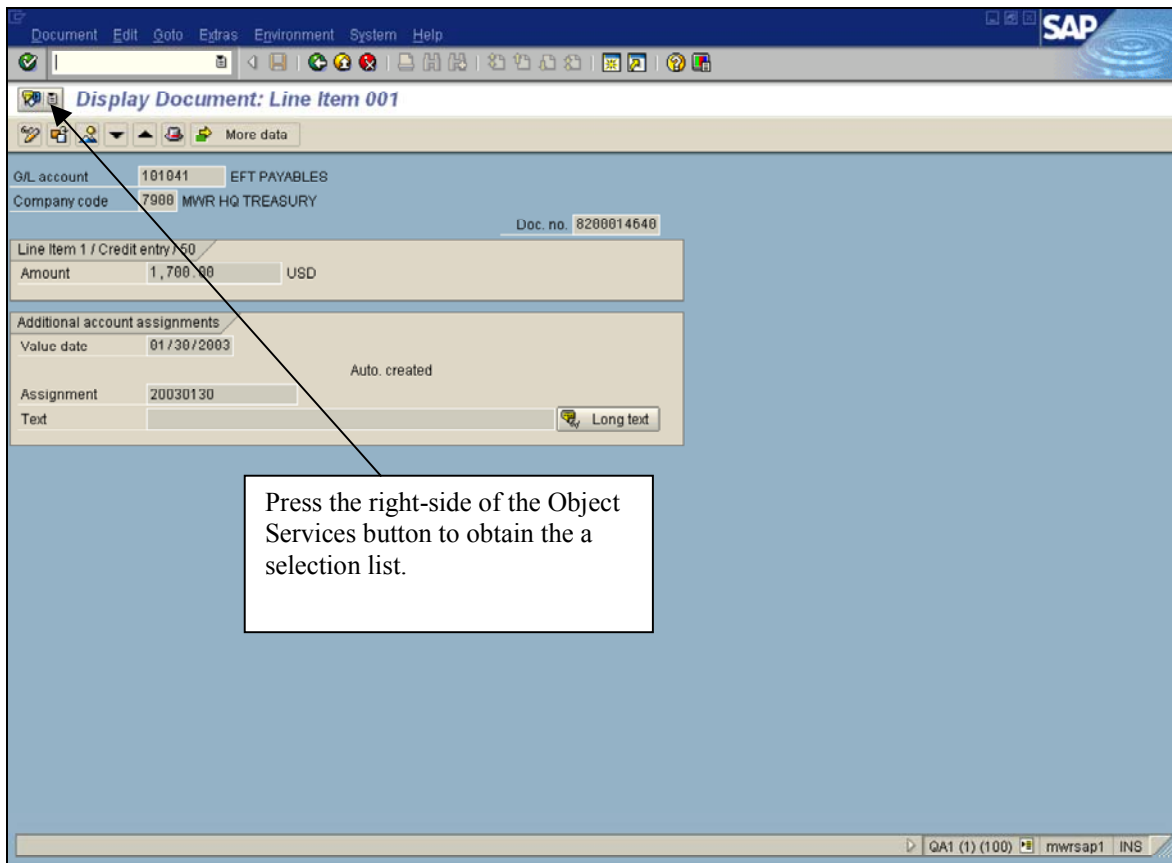 Document Edit Goto Extras Environment System Help
SAP
Display Document: Line Item 001
More data
G/L account 101041 EFT PAYABLES
Company code 7900 MWR HQ TREASURY
Doc. no. 8200014640
Line Item 1 / Credit entry / 50
Amount 1,700.00 USD
Additional account assignments
Value date 01/30/2003
Auto. created
Assignment 20030130
Text Long text
Press the right-side of the Object
Services button to obtain the a
selection list.
QA1 (1) (100) mwrsap1 INS